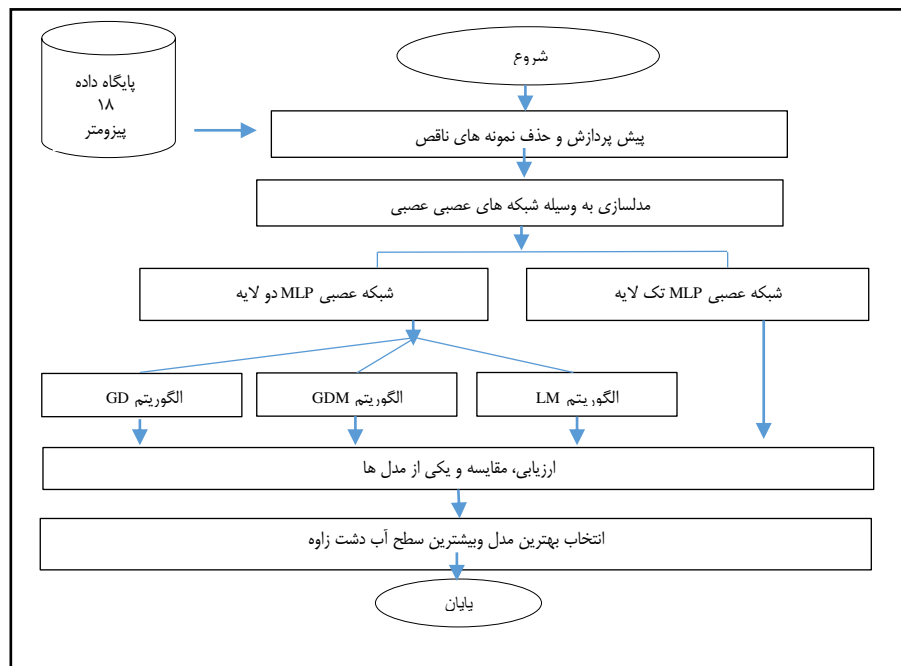 شروع
پایگاه داده
۱۸
پیزومتر
پیش پردازش و حذف نمونه های ناقص
مدلسازی به وسیله شبکه های عصبی عصبی
شبکه عصبی MLP تک لایه
شبکه عصبی MLP دو لایه
الگوریتم LM
الگوریتم GDM
الگوریتم GD
ارزیابی، مقایسه و یکی از مدل ها
انتخاب بهترین مدل وبیشترین سطح آب دشت زاوه
پایان